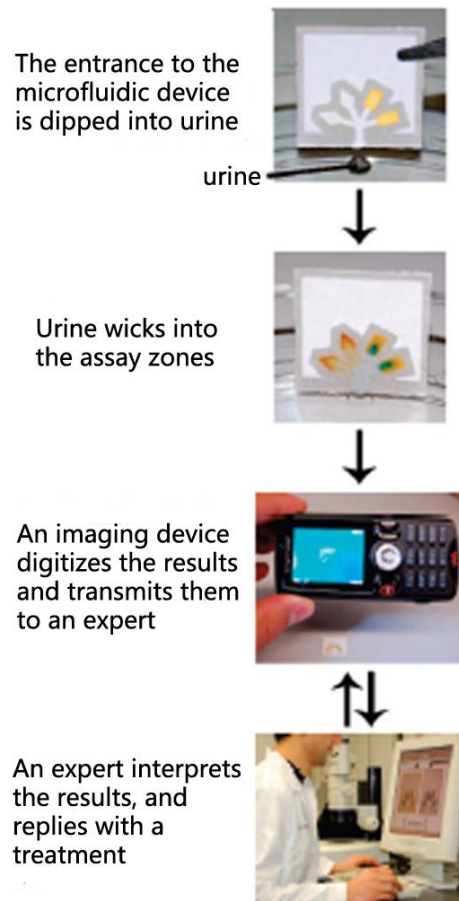 The entrance to the
microfluidic device
is dipped into urine
urine
Urine wicks into
the assay zones
An imaging device
digitizes the results
and transmits them
to an expert
An expert interprets
the results, and
replies with a
treatment